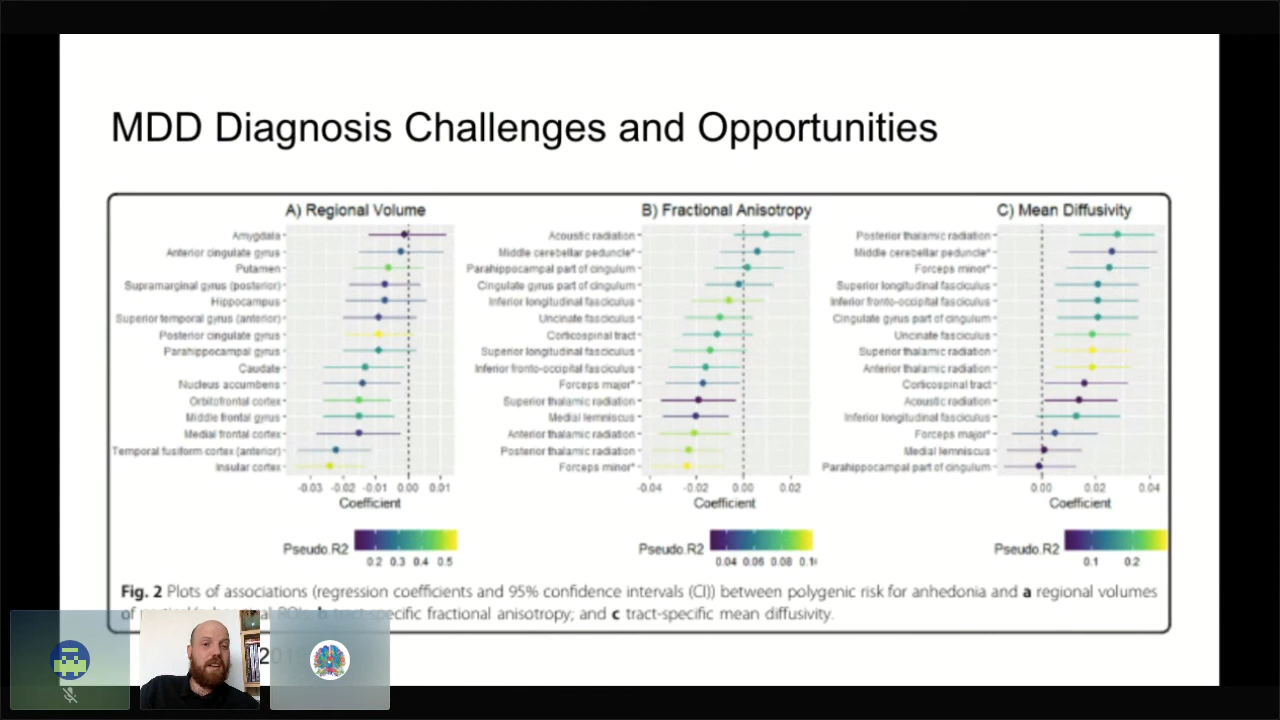 MDD Diagnosis Challenges and Opportunities
A) Regional Volume
Amygdala
Anterior cingulate gyrus
Putamen
Supramarginal gyrus (posterior)
Hippocampus
Superior temporal gyrus (anterior)
Posterior cingulate gyrus
Parahippocampal gyrus
Caudate
Nucleus accumbens
Orbitofrontal cortex
Middle frontal gyrus
Medial frontal cortex
Temporal fusiform cortex (anterior)
Insular cortex
-0.03 -0.02 -0.01 0.00 0.01
Coefficient
Pseudo.R2
0.2 0.3 0.4 0.5
B) Fractional Anisotropy
Acoustic radiation
Middle cerebellar peduncle*
Parahippocampal part of cingulum
Cingulate gyrus part of cingulum
Inferior longitudinal fasciculus
Uncinate fasciculus
Corticospinal tract
Superior longitudinal fasciculus
Inferior fronto-occipital fasciculus
Forceps major*
Superior thalamic radiation
Medial lemniscus
Anterior thalamic radiation
Posterior thalamic radiation
Forceps minor*
-0.04 -0.02 0.00 0.02
Coefficient
Pseudo.R2
0.04 0.06 0.08
C) Mean Diffusivity
Posterior thalamic radiation
Middle cerebellar peduncle*
Forceps minor*
Superior longitudinal fasciculus
Inferior fronto-occipital fasciculus
Cingulate gyrus part of cingulum
Uncinate fasciculus
Superior thalamic radiation
Anterior thalamic radiation
Corticospinal tract
Acoustic radiation
Inferior longitudinal fasciculus
Forceps major*
Medial lemniscus
Parahippocampal part of cingulum
0.00 0.02 0.04
Coefficient
Pseudo.R2
0.1 0.2
Fig. 2 Plots of associations (regression coefficients and 95% confidence intervals (CI)) between polygenic risk for anhedonia and a regional volumes
of b tract-specific fractional anisotropy; and c tract-specific mean diffusivity.